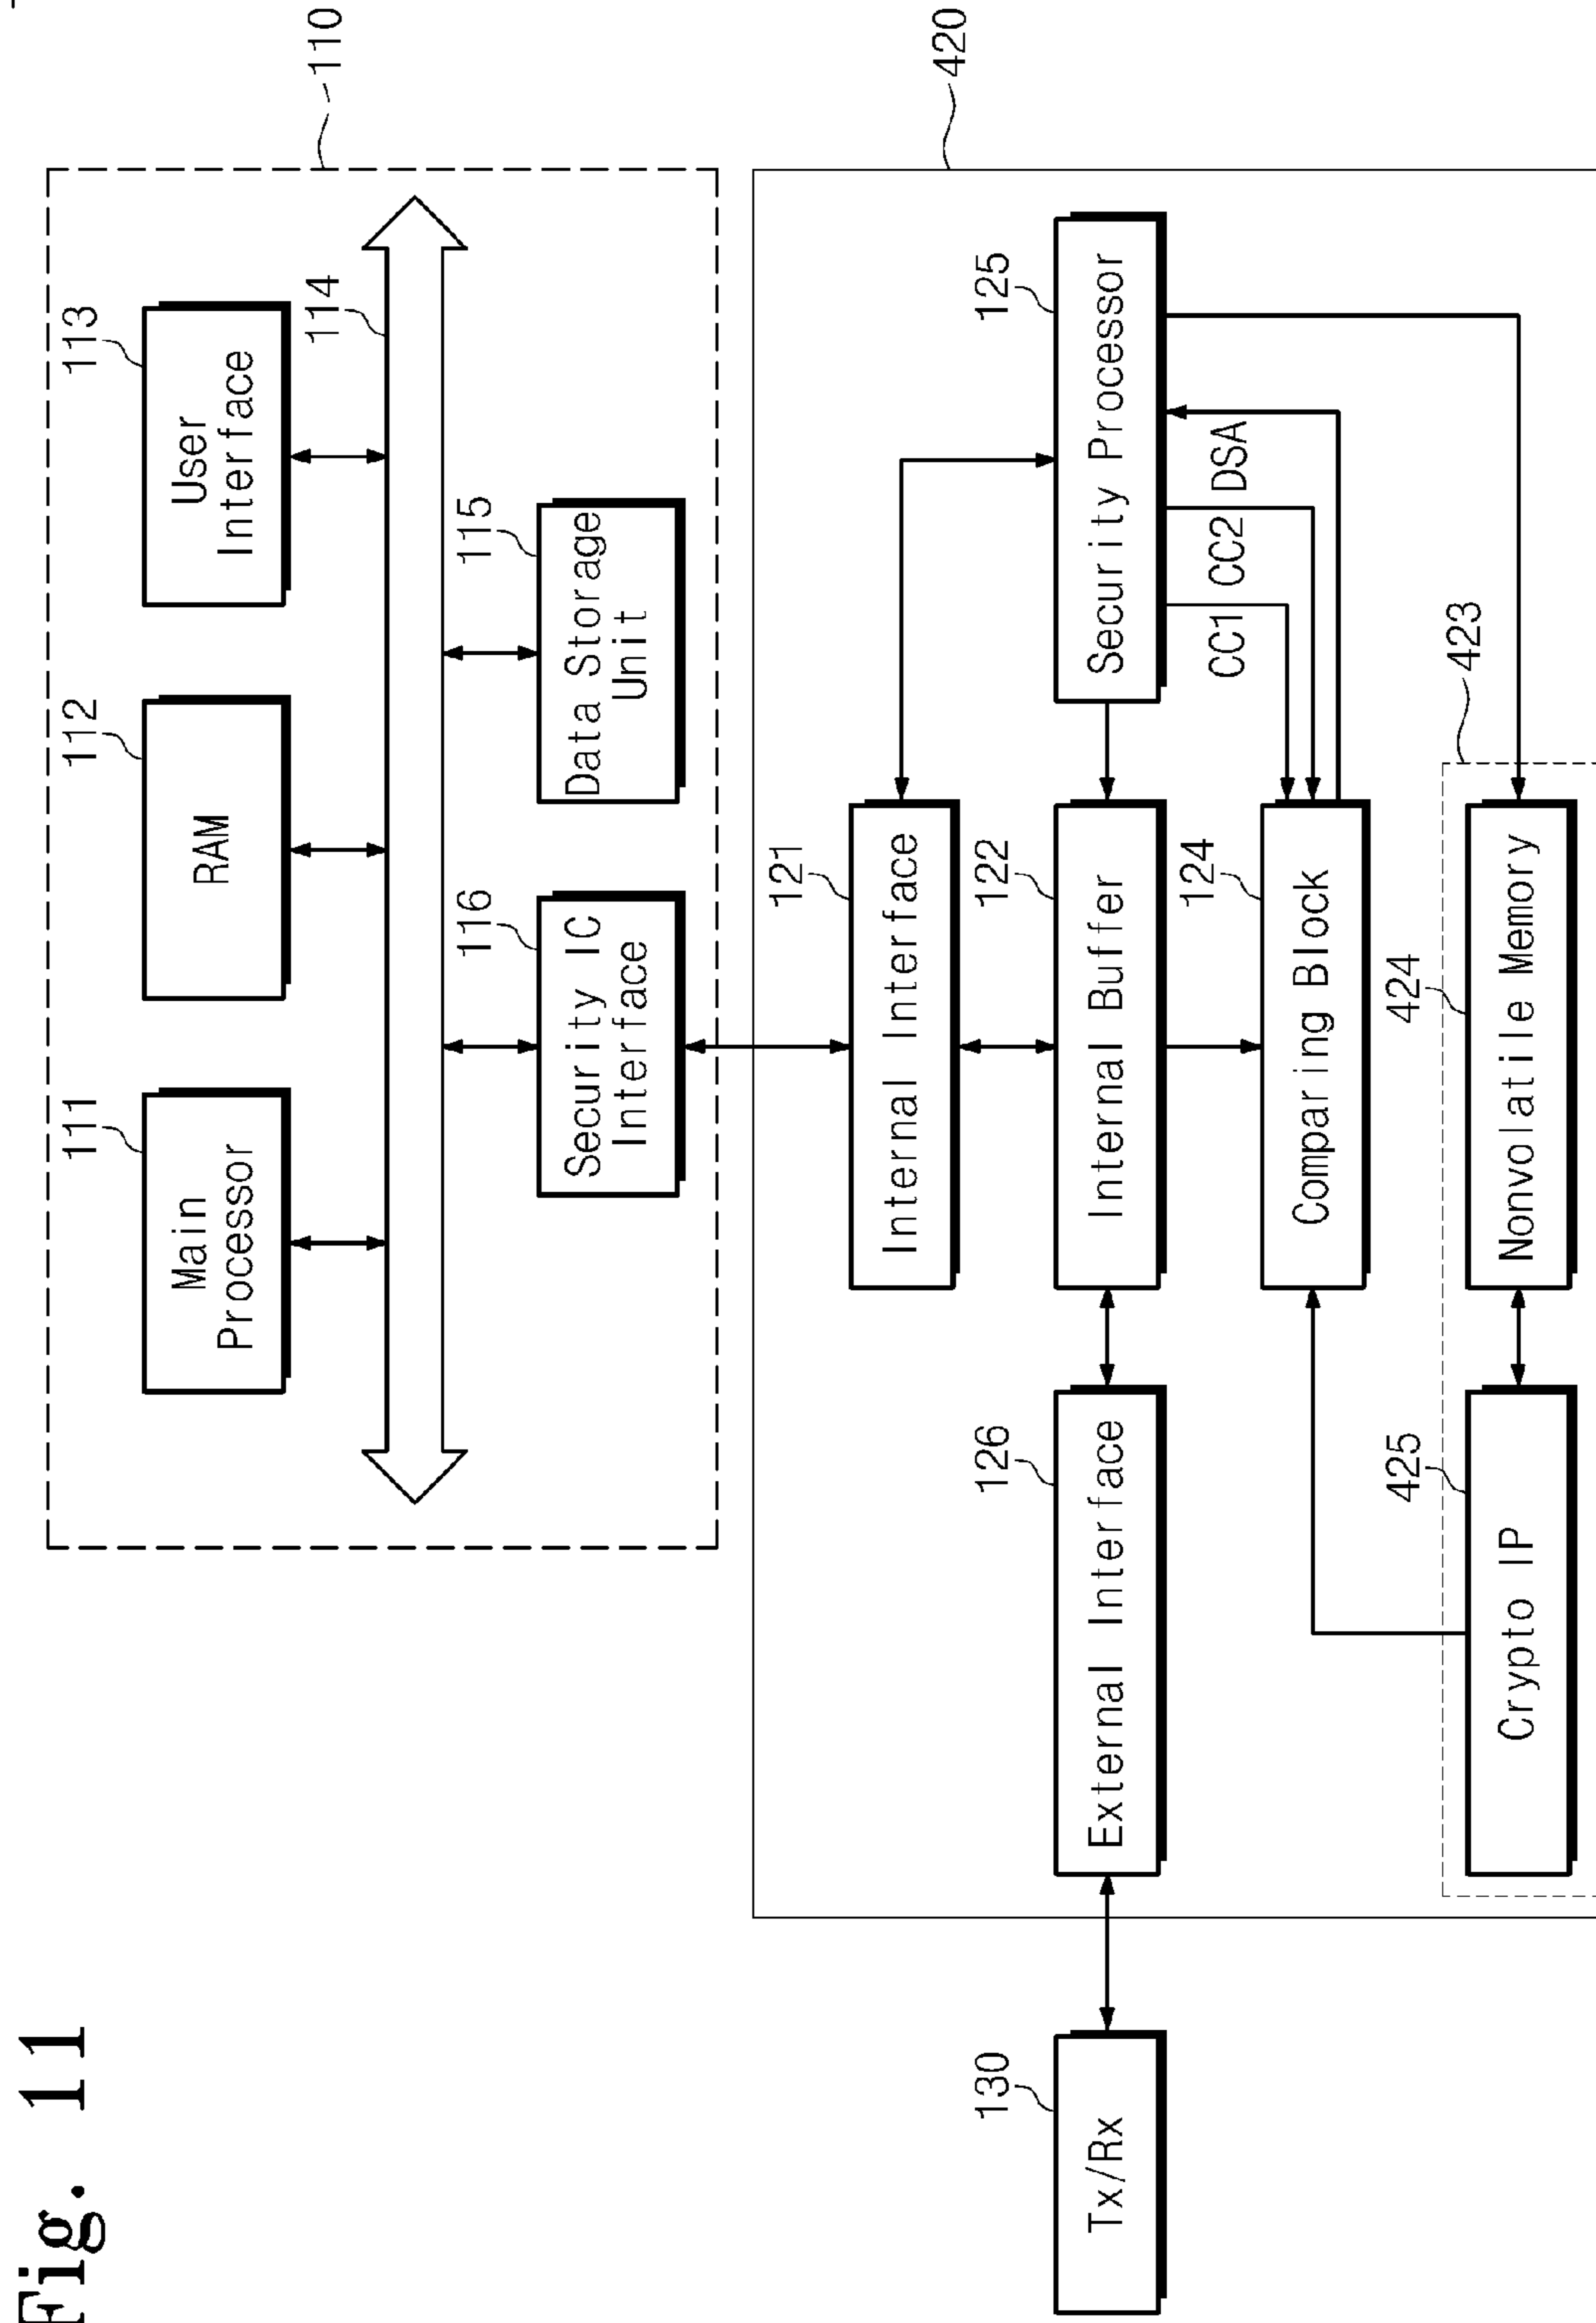 Fig. 11
110
111
Main
Processor
112
RAM
113
User
Interface
114
116
Security IC
Interface
115
Data Storage
Unit
420
121
Internal Interface
130
Tx/Rx
126
External Interface
122
Internal Buffer
125
Security Processor
CC1
CC2
DSA
124
Comparing Block
423
425
Crypto IP
424
Nonvolatile Memory